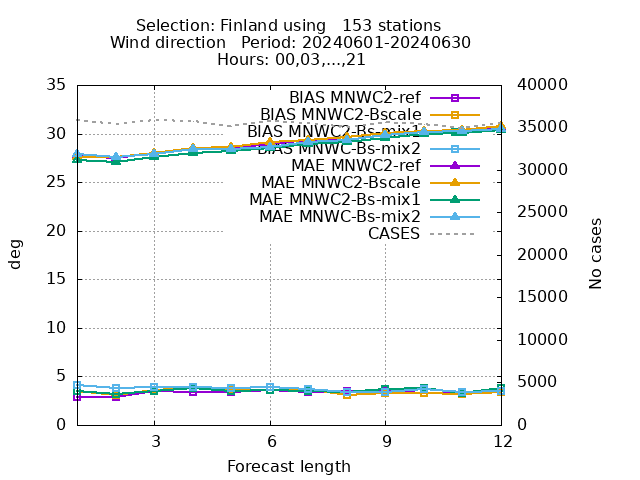 Selection: Finland using   153 stations
Wind direction   Period: 20240601-20240630
Hours: 00,03,...,21
35
30
25
20
15
10
5
0
deg
40000
35000
30000
25000
20000
15000
10000
5000
0
No cases
BIAS MNWC2-ref
BIAS MNWC2-Bscale
BIAS MNWC2-Bs-mix1
BIAS MNWC-Bs-mix2
MAE MNWC2-ref
MAE MNWC2-Bscale
MAE MNWC2-Bs-mix1
MAE MNWC-Bs-mix2
CASES
3
6
9
12
Forecast length